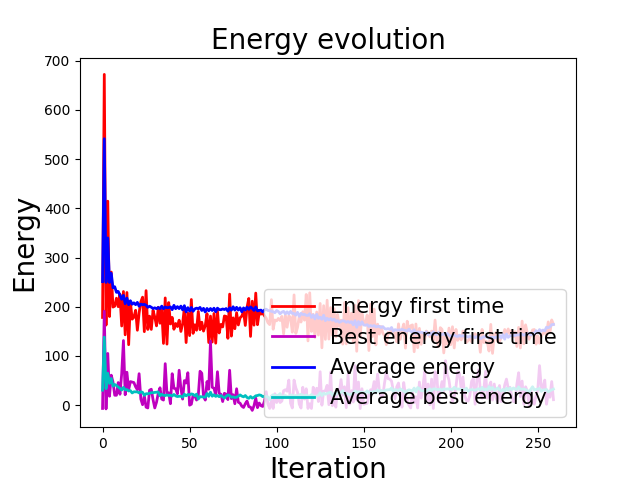 Energy evolution
Energy
700
600
500
400
300
200
100
0
Energy first time
Best energy first time
Average energy
Average best energy
0 50 100 150 200 250
Iteration